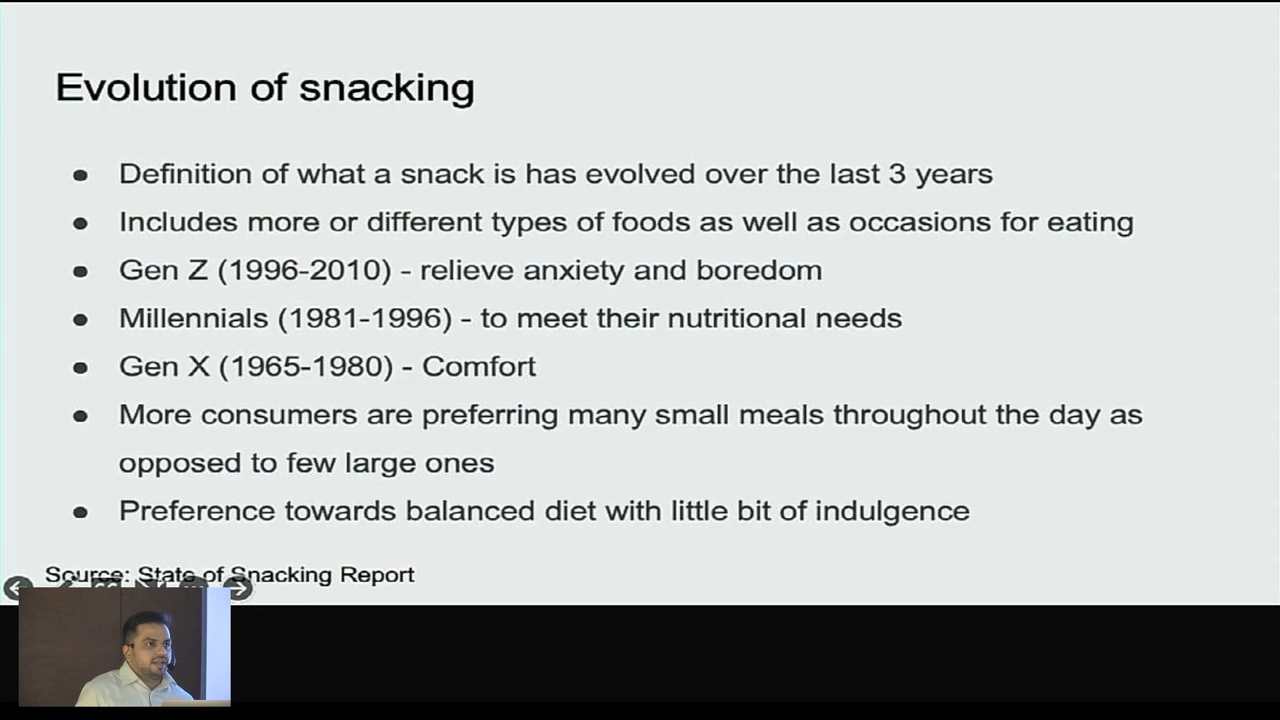 Evolution of snacking
● Definition of what a snack is has evolved over the last 3 years
● Includes more or different types of foods as well as occasions for eating
● Gen Z (1996-2010) - relieve anxiety and boredom
● Millennials (1981-1996) - to meet their nutritional needs
● Gen X (1965-1980) - Comfort
● More consumers are preferring many small meals throughout the day as
opposed to few large ones
● Preference towards balanced diet with little bit of indulgence
Source: State of Snacking Report